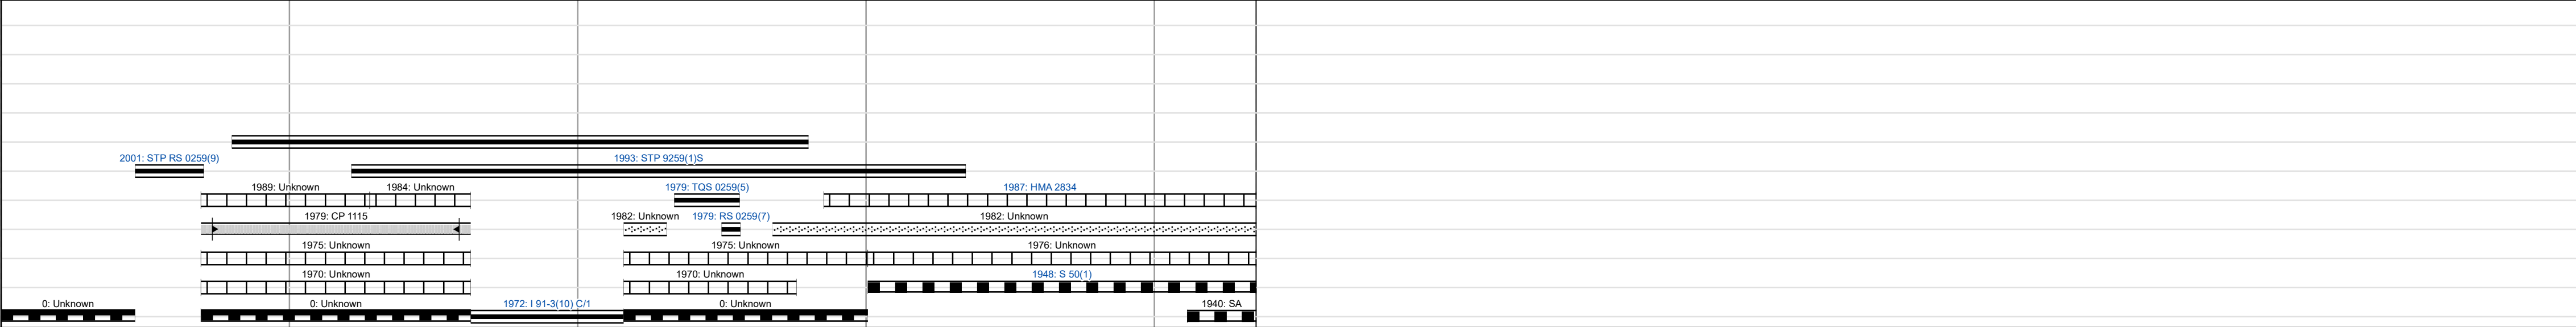 2001: STP RS 0259(9) 1993: STP 9259(1)S
1989: Unknown 1984: Unknown 1979: TQS 0259(5) 1987: HMA 2834
1979: CP 1115 1982: Unknown 1979: RS 0259(7) 1982: Unknown
1975: Unknown 1975: Unknown 1976: Unknown
1970: Unknown 1970: Unknown 1948: S 50(1)
0: Unknown 0: Unknown 1972: I 91-3(10) C/1 0: Unknown 1940: SA